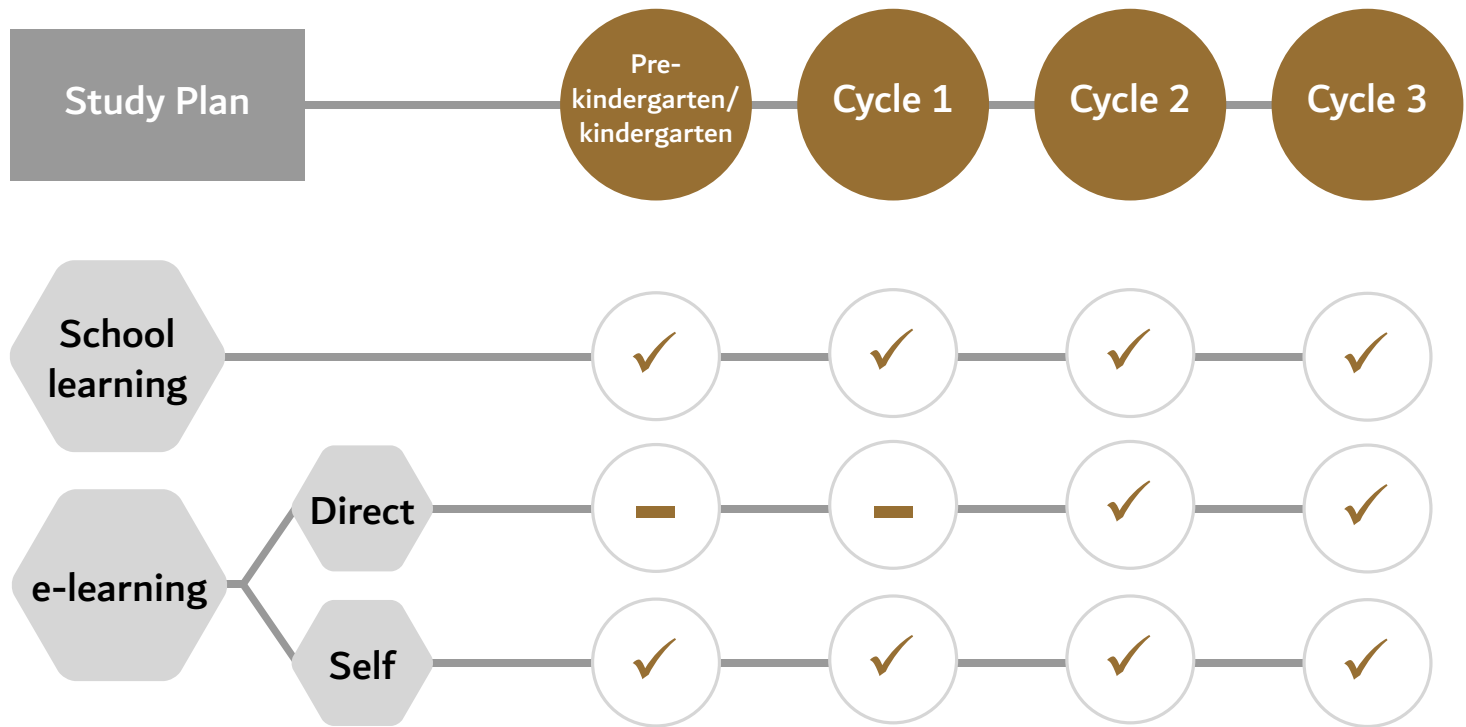 Study Plan
Pre-
kindergarten/
kindergarten
Cycle 1
Cycle 2
Cycle 3
School
learning
✓ ✓ ✓ ✓
e-learning
Direct
- - ✓ ✓
Self
✓ ✓ ✓ ✓